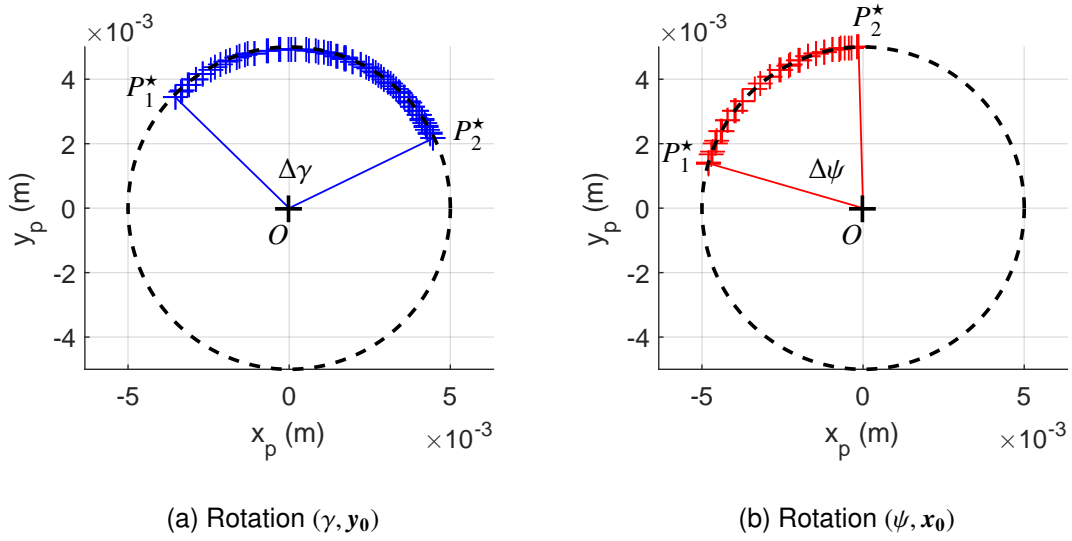 ×10⁻³
4
2
0
-2
-4
y_p (m)
-5
0
5
x_p (m)
×10⁻³
P₁★
P₂★
Δγ
O
(a) Rotation (γ, y₀)
×10⁻³
4
2
0
-2
-4
y_p (m)
-5
0
5
x_p (m)
×10⁻³
P₂★
P₁★
Δψ
O
(b) Rotation (ψ, x₀)